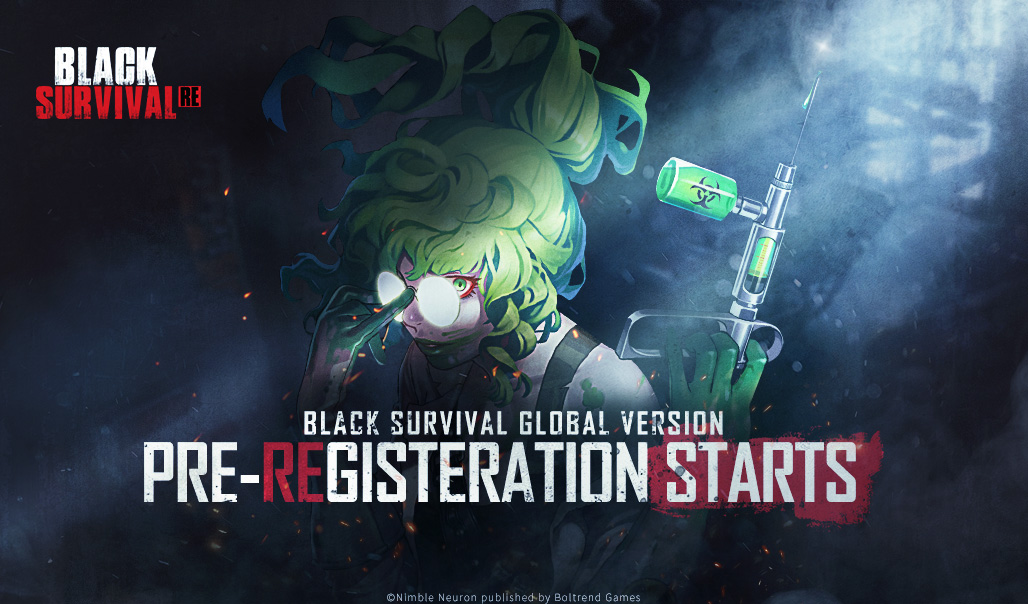 BLACK
SURVIVAL RE
BLACK SURVIVAL GLOBAL VERSION
PRE-REGISTERATION STARTS
©Nimble Neuron published by Boltrend Games